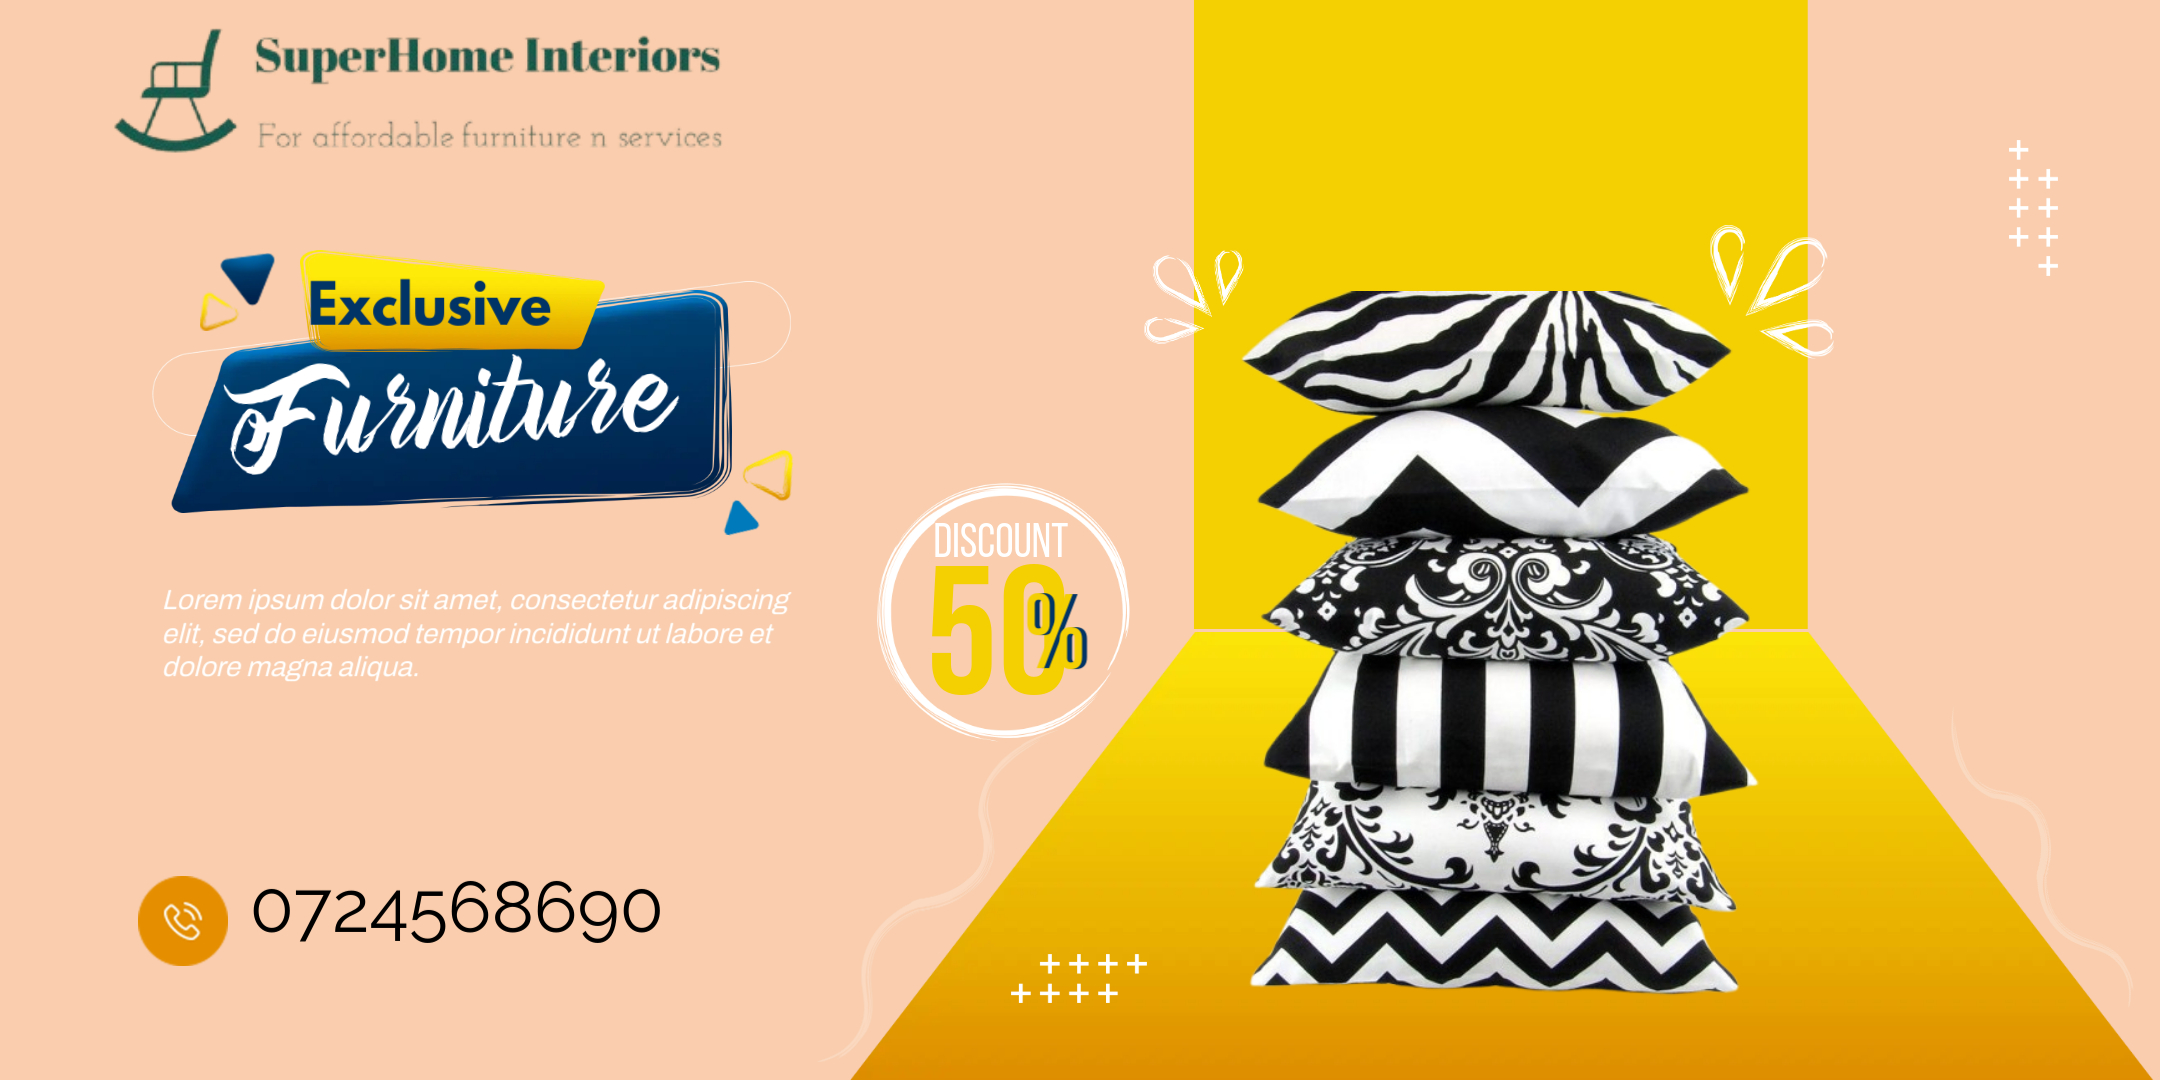 SuperHome Interiors
For affordable furniture n services
Exclusive
Furniture
DISCOUNT
50%
Lorem ipsum dolor sit amet, consectetur adipiscing
elit, sed do eiusmod tempor incididunt ut labore et
dolore magna aliqua.
0724568690